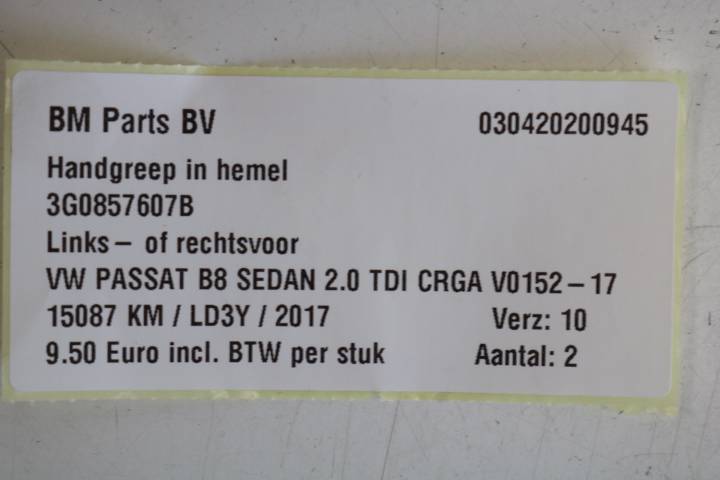 BM Parts BV 030420200945
Handgreep in hemel
3G0857607B
Links – of rechtsvoor
VW PASSAT B8 SEDAN 2.0 TDI CRGA V0152 – 17
15087 KM / LD3Y / 2017 Verz: 10
9.50 Euro incl. BTW per stuk Aantal: 2